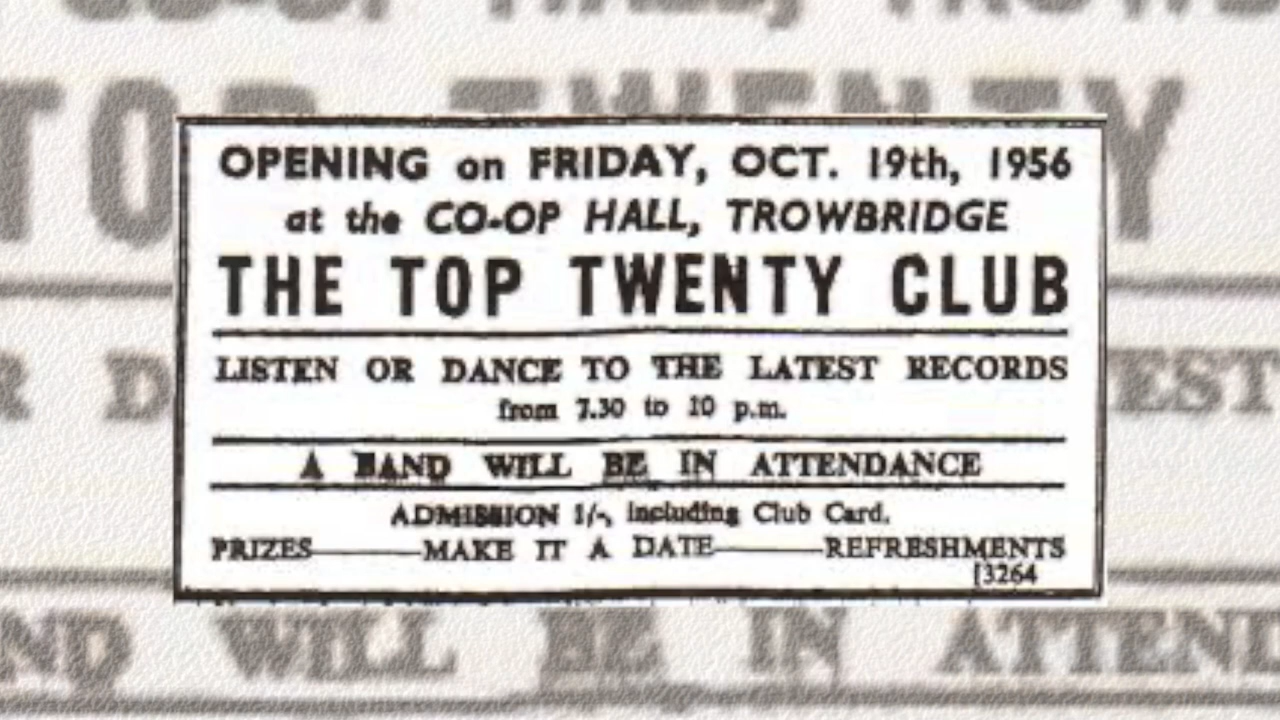 OPENING on FRIDAY, OCT. 19th, 1956
at the CO-OP HALL, TROWBRIDGE
THE TOP TWENTY CLUB
LISTEN OR DANCE TO THE LATEST RECORDS
from 7.30 to 10 p.m.
A BAND WILL BE IN ATTENDANCE
ADMISSION 1/-, including Club Card.
PRIZES——MAKE IT A DATE——REFRESHMENTS
[3264